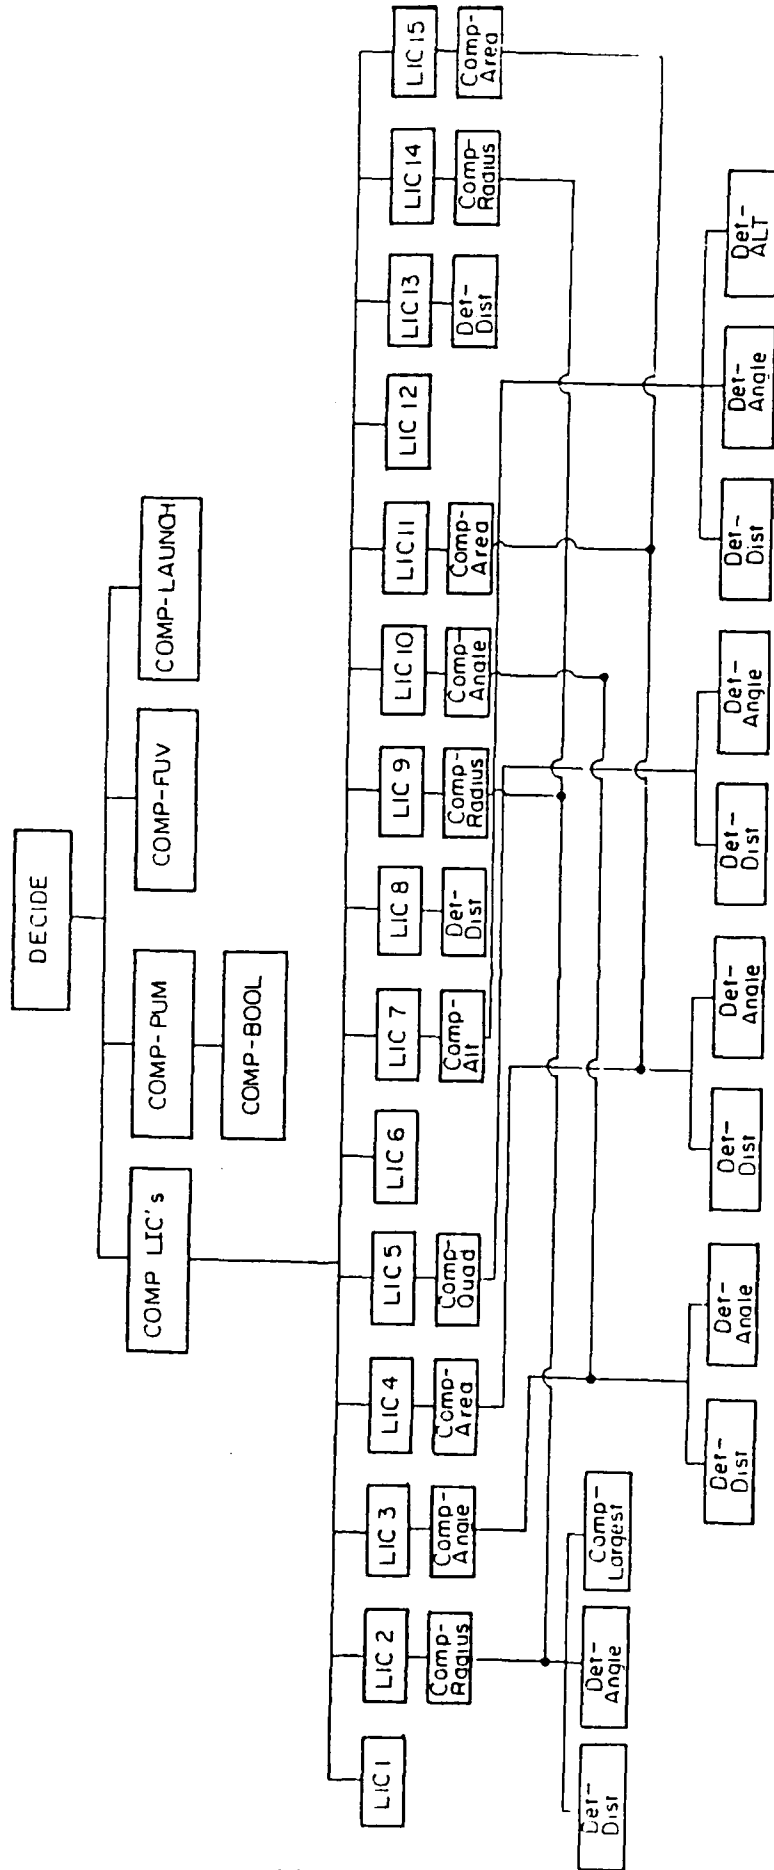 DECIDE
COMP LIC's
COMP-PUM
COMP-FUV
COMP-LAUNCH
COMP-BOOL
LIC 1
LIC 2
LIC 3
LIC 4
LIC 5
LIC 6
LIC 7
LIC 8
LIC 9
LIC 10
LIC 11
LIC 12
LIC 13
LIC 14
LIC 15
Comp-
Radius
Comp-
Angle
Comp-
Area
Comp-
Quad
Comp-
Alt
Det-
Dist
Comp-
Radius
Comp-
Angle
Comp-
Area
Det-
Dist
Comp-
Radius
Comp-
Area
Det-
Dist
Det-
Angle
Comp-
Largest
Det-
Dist
Det-
Angle
Det-
Dist
Det-
Angle
Det-
Dist
Det-
Angle
Det-
Dist
Det-
Angle
Det-
ALT